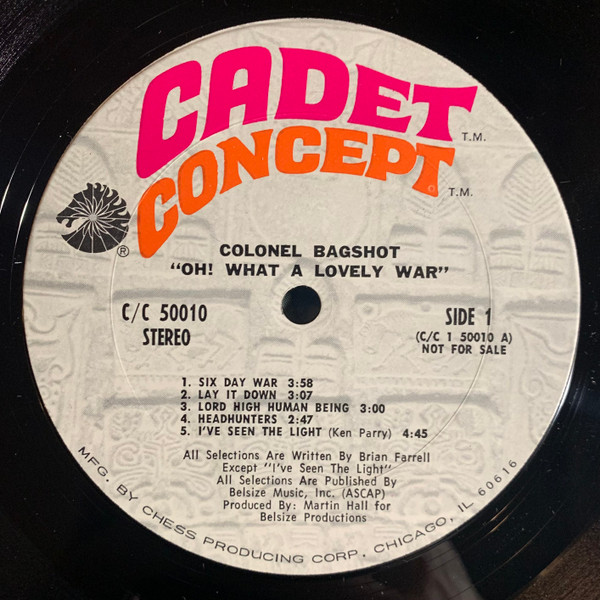 CADET
T.M.
CONCEPT
T.M.
®
COLONEL BAGSHOT
"OH! WHAT A LOVELY WAR"
C/C 50010
STEREO
SIDE 1
(C/C 1 50010 A)
NOT FOR SALE
1. SIX DAY WAR 3:58
2. LAY IT DOWN 3:07
3. LORD HIGH HUMAN BEING 3:00
4. HEADHUNTERS 2:47
5. I'VE SEEN THE LIGHT (Ken Parry) 4:45
All Selections Are Written By Brian Farrell
Except "I've Seen The Light"
All Selections Are Published By
Belsize Music, Inc. (ASCAP)
Produced By: Martin Hall for
Belsize Productions
MFG. BY CHESS PRODUCING CORP. CHICAGO, IL 60616